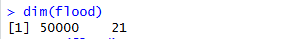 > dim(flood)
[1] 50000    21